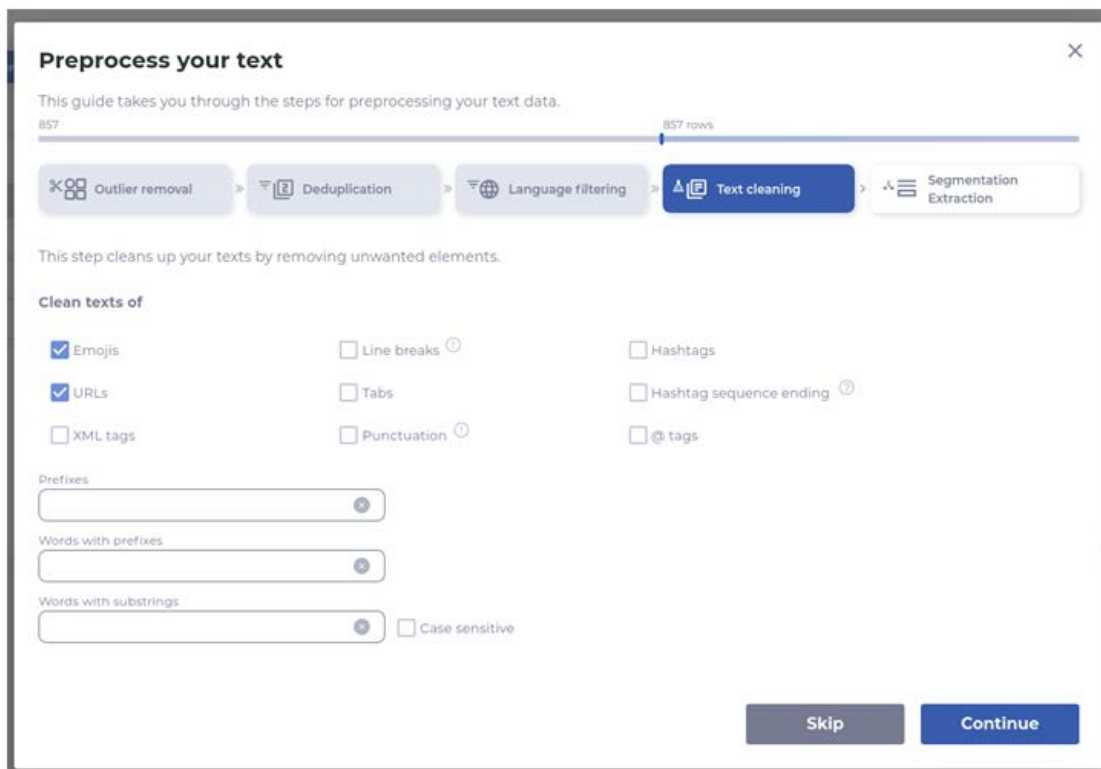 Preprocess your text
This guide takes you through the steps for preprocessing your text data.
857
857 rows
Outlier removal
Deduplication
Language filtering
Text cleaning
Segmentation
Extraction
This step cleans up your texts by removing unwanted elements.
Clean texts of
Emojis
Line breaks
Hashtags
URLs
Tabs
Hashtag sequence ending
XML tags
Punctuation
@ tags
Prefixes
Words with prefixes
Words with substrings
Case sensitive
Skip
Continue